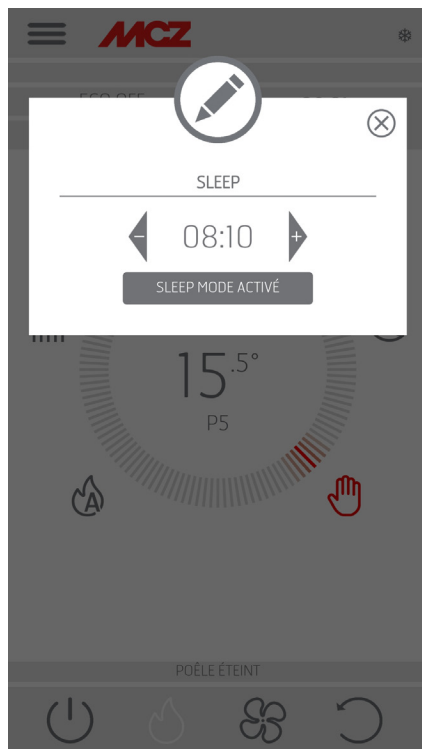 MCZ
SLEEP
- 08:10 +
SLEEP MODE ACTIVÉ
15.5°
P5
A
POÊLE ÉTEINT